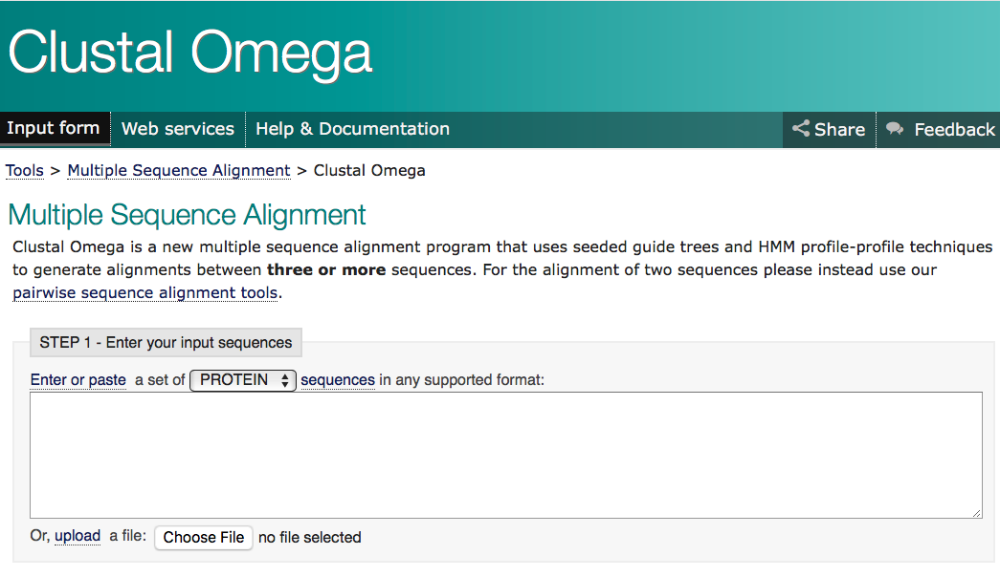 Clustal Omega
Input form Web services Help & Documentation Share Feedback
Tools > Multiple Sequence Alignment > Clustal Omega
Multiple Sequence Alignment
Clustal Omega is a new multiple sequence alignment program that uses seeded guide trees and HMM profile-profile techniques
to generate alignments between three or more sequences. For the alignment of two sequences please instead use our
pairwise sequence alignment tools.
STEP 1 - Enter your input sequences
Enter or paste a set of PROTEIN sequences in any supported format:
Or, upload a file: Choose File no file selected